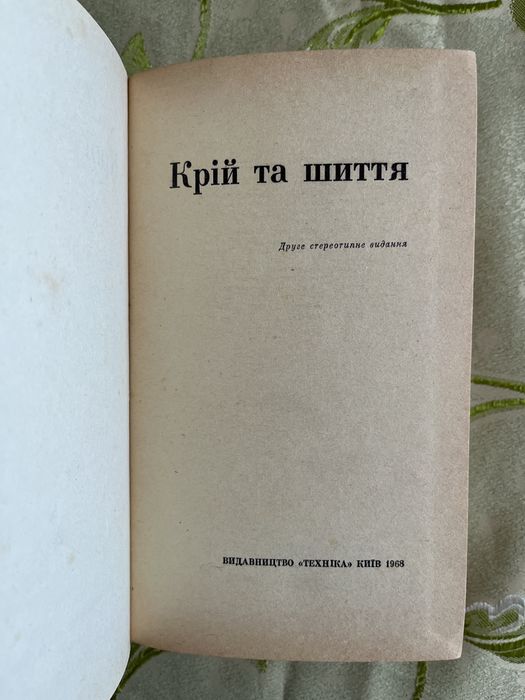 Крій та шиття
Друге стереотипне видання
ВИДАВНИЦТВО «ТЕХНІКА» КИЇВ 1968